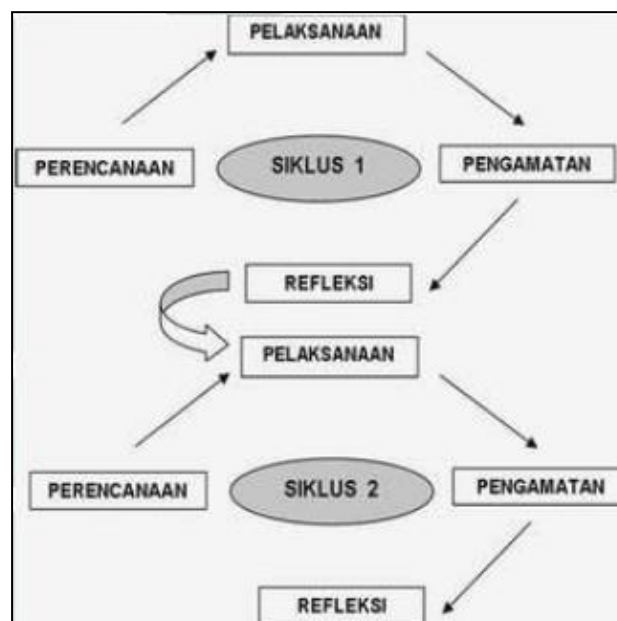 PELAKSANAAN
PERENCANAAN
SIKLUS 1
PENGAMATAN
REFLEKSI
PELAKSANAAN
PERENCANAAN
SIKLUS 2
PENGAMATAN
REFLEKSI